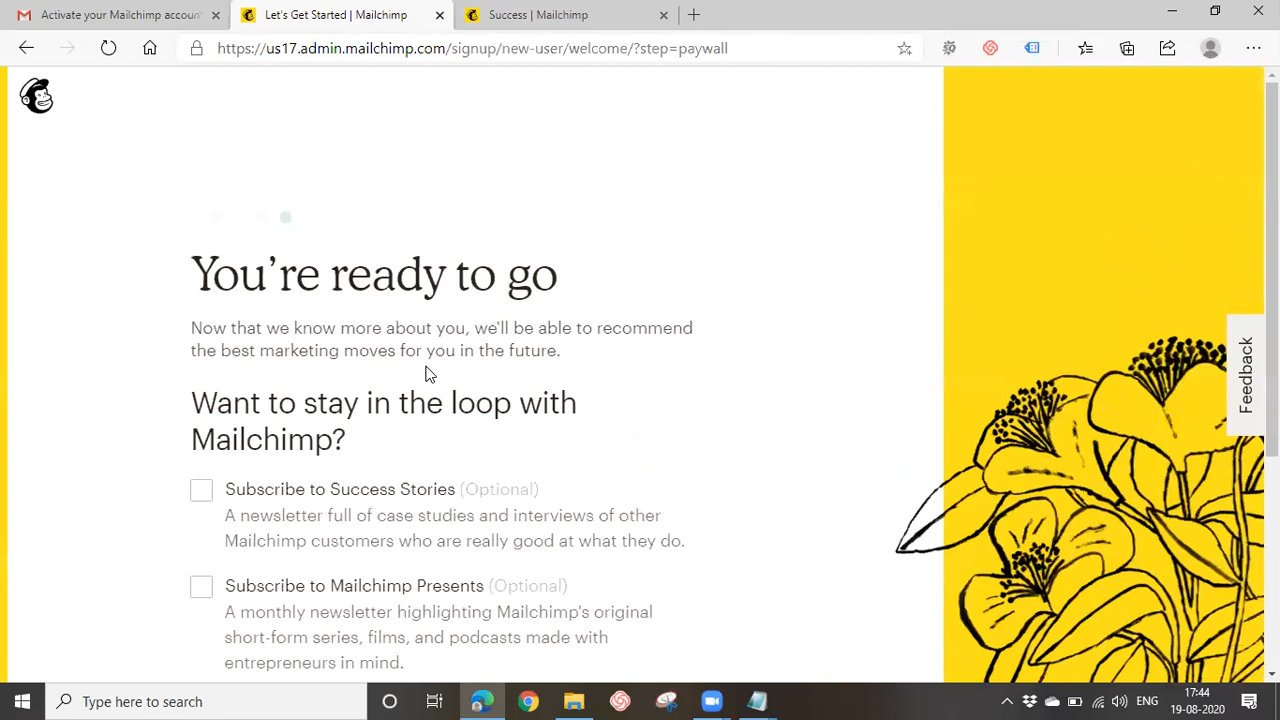 Activate your Mailchimp accoun
Let's Get Started | Mailchimp
Success | Mailchimp
https://us17.admin.mailchimp.com/signup/new-user/welcome/?step=paywall
You're ready to go
Now that we know more about you, we'll be able to recommend
the best marketing moves for you in the future.
Want to stay in the loop with
Mailchimp?
Subscribe to Success Stories (Optional)
A newsletter full of case studies and interviews of other
Mailchimp customers who are really good at what they do.
Subscribe to Mailchimp Presents (Optional)
A monthly newsletter highlighting Mailchimp's original
short-form series, films, and podcasts made with
entrepreneurs in mind.
Feedback
Type here to search
ENG
17:44
19-08-2020